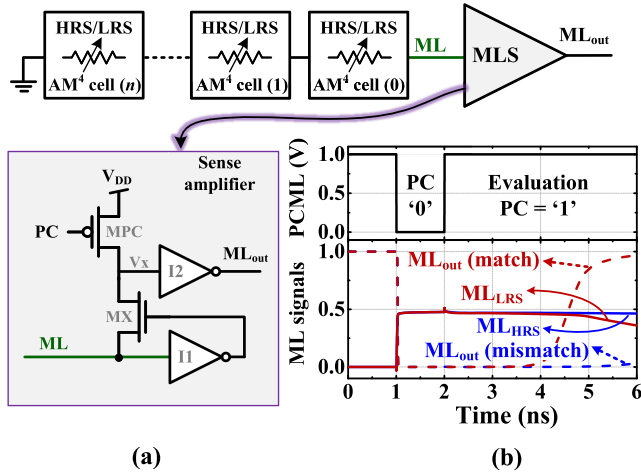 HRS/LRS
AM⁴ cell (n)
HRS/LRS
AM⁴ cell (1)
HRS/LRS
AM⁴ cell (0)
ML
MLS
MLout
Sense
amplifier
VDD
PC
MPC
Vx
I2
MLout
MX
ML
I1
(a)
PCML (V)
1.0
0.5
0.0
PC
'0'
Evaluation
PC = '1'
ML signals
1.0
0.5
0.0
MLout (match)
MLLRS
MLHRS
MLout (mismatch)
0 1 2 3 4 5 6
Time (ns)
(b)